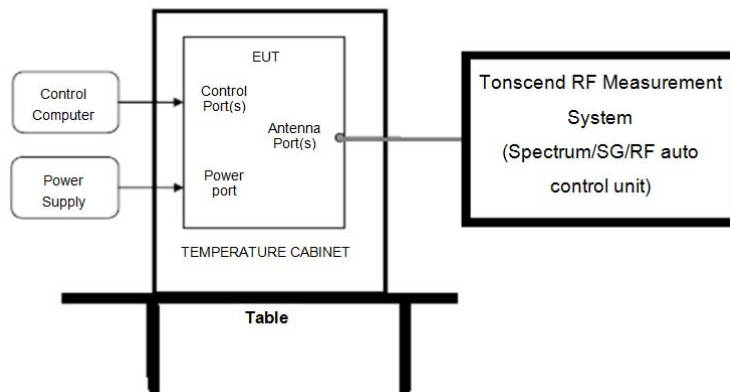 EUT
Control
Computer
Control
Port(s)
Antenna
Port(s)
Power
Supply
Power
port
TEMPERATURE CABINET
Table
Tonscend RF Measurement
System
(Spectrum/SG/RF auto
control unit)